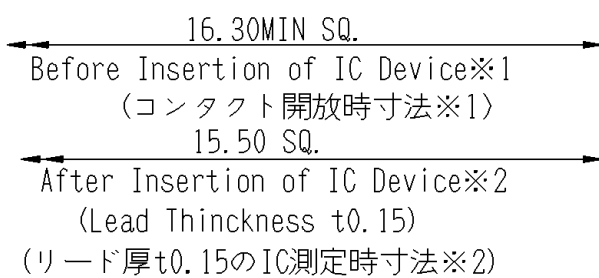 16.30MIN SQ.
Before Insertion of IC Device※1
(コンタクト開放時寸法※1)
15.50 SQ.
After Insertion of IC Device※2
(Lead Thinckness t0.15)
(リード厚t0.15のIC測定時寸法※2)